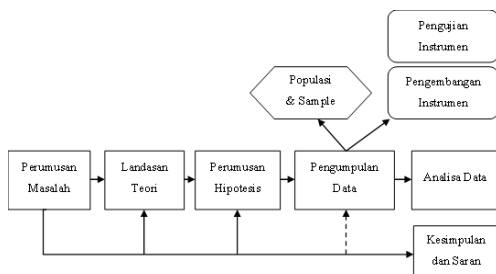 Pengujian
Instrumen
Populasi
& Sample
Pengembangan
Instrumen
Perumusan
Masalah
Landasan
Teori
Perumusan
Hipotesis
Pengumpulan
Data
Analisa Data
Kesimpulan
dan Saran